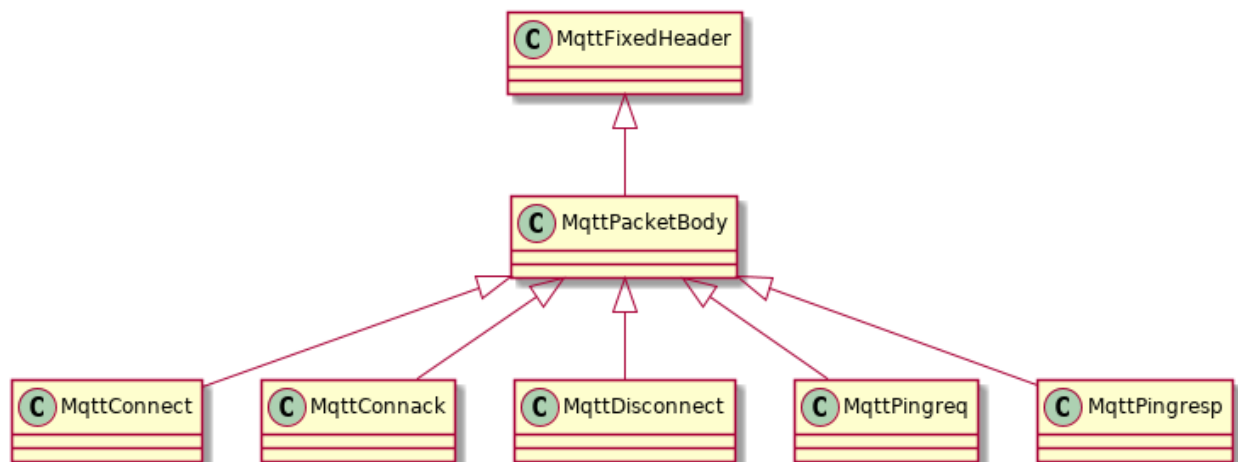 C MqttFixedHeader
C MqttPacketBody
C MqttConnect
C MqttConnack
C MqttDisconnect
C MqttPingreq
C MqttPingresp